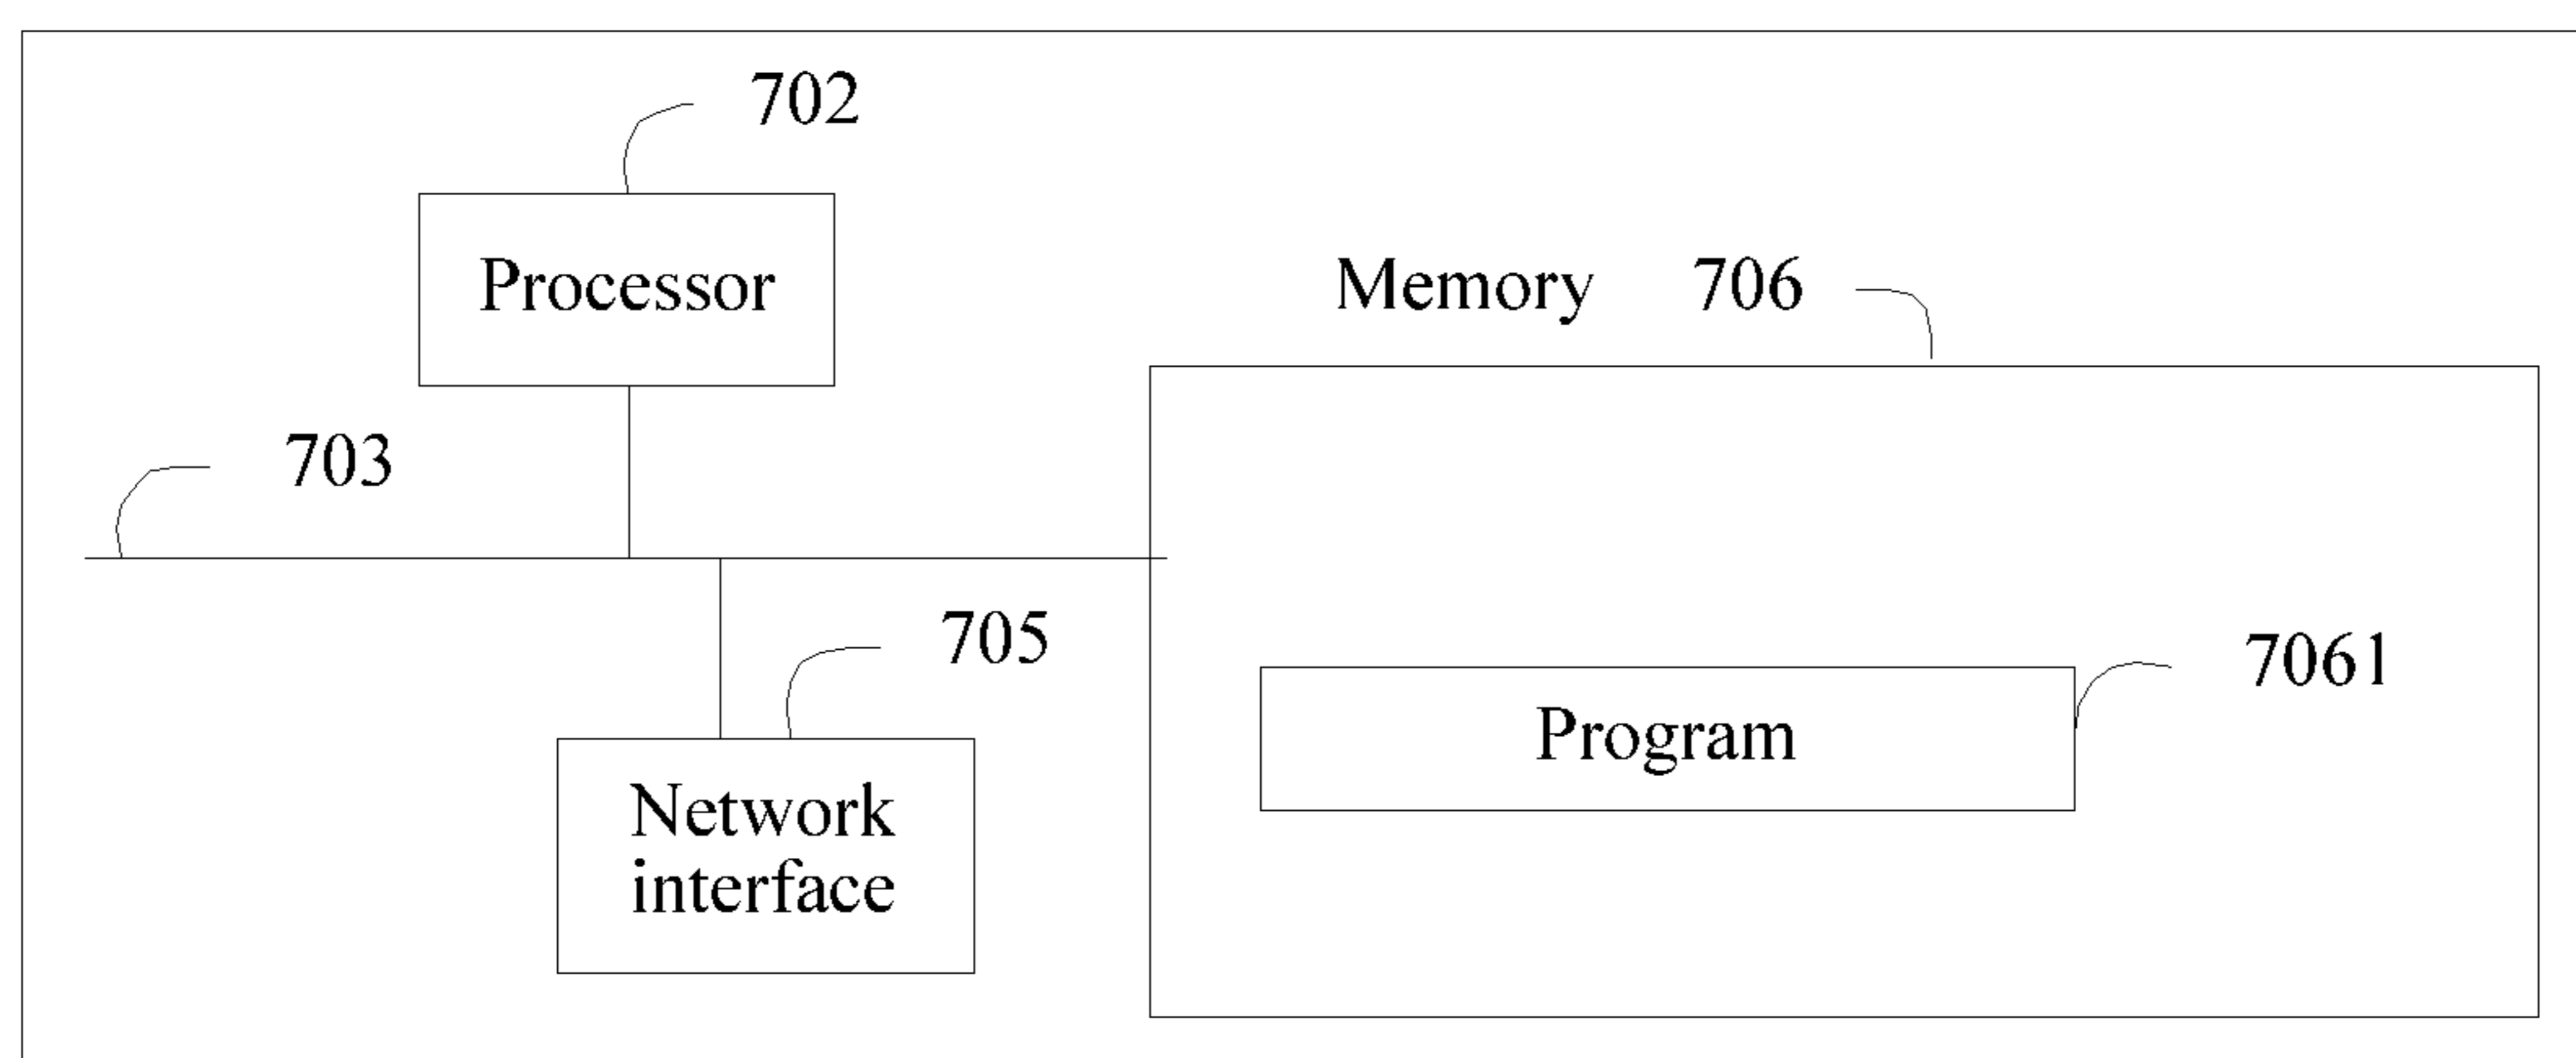 702
Processor
Memory 706
703
705
7061
Program
Network
interface